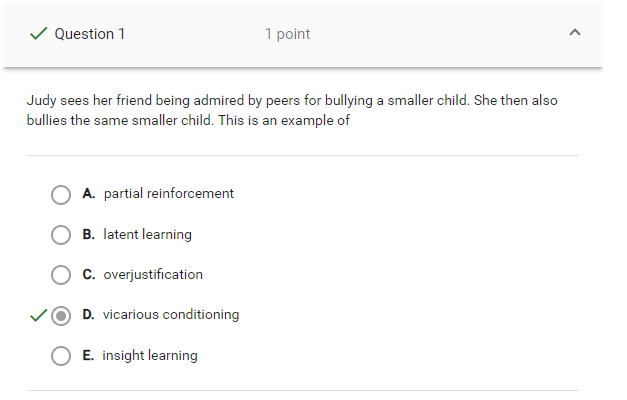 Question 1
1 point
Judy sees her friend being admired by peers for bullying a smaller child. She then also
bullies the same smaller child. This is an example of
A. partial reinforcement
B. latent learning
C. overjustification
D. vicarious conditioning
E. insight learning